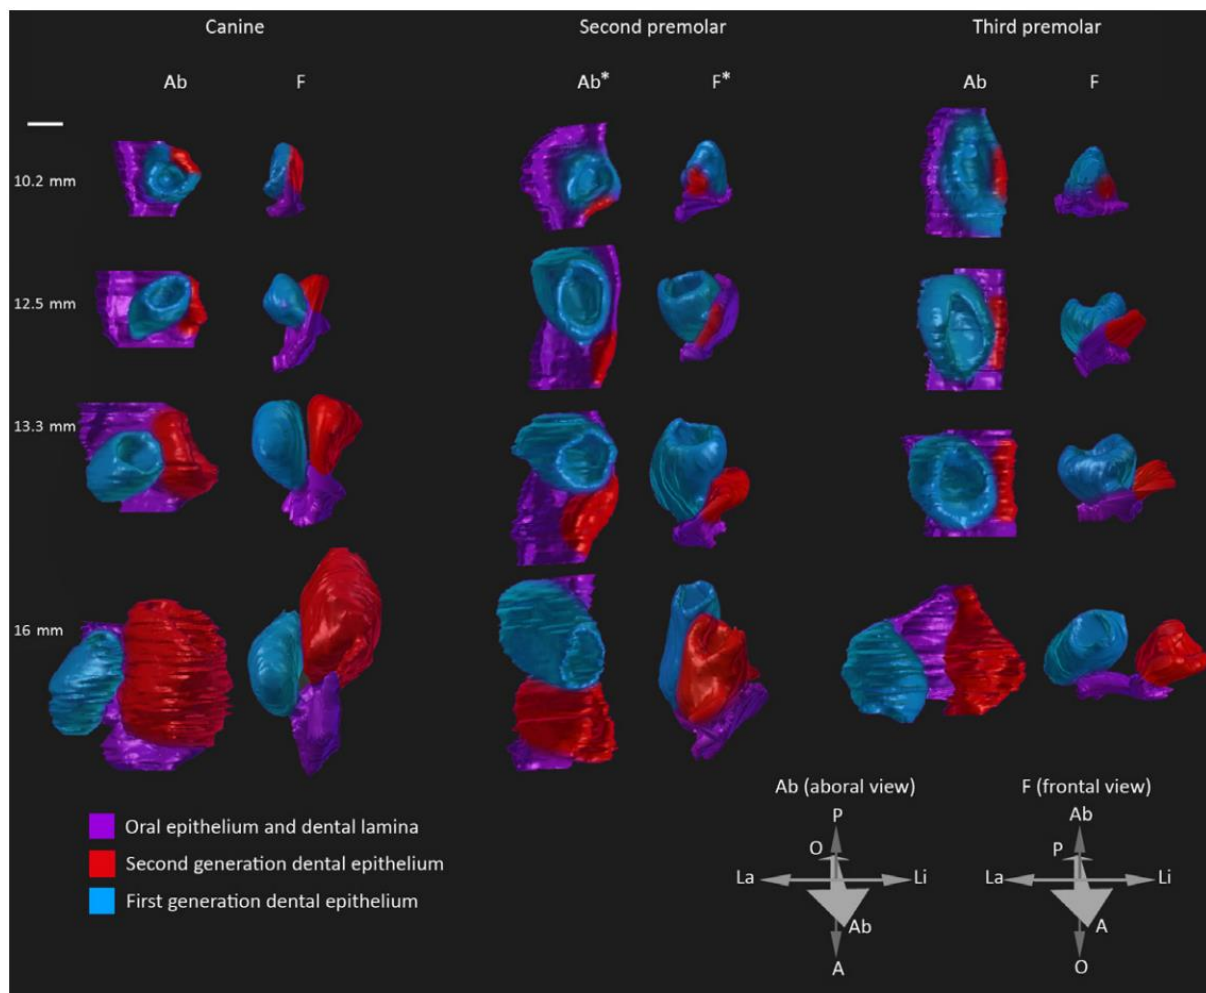 Canine Second premolar Third premolar
Ab F Ab* F* Ab F
10.2 mm
12.5 mm
13.3 mm
16 mm
Oral epithelium and dental lamina
Second generation dental epithelium
First generation dental epithelium
Ab (aboral view) F (frontal view)
P Ab
O P
La Li La Li
Ab A
A O